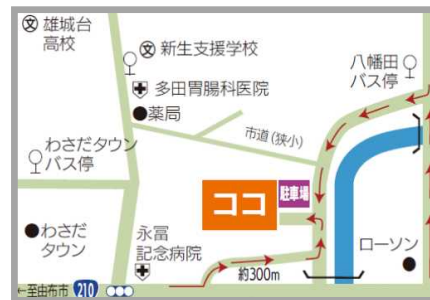 文 雄城台
高校
文 新生支援学校
八幡田
バス停
多田胃腸科医院
●薬局
市道(狭小)
わさだタウン
バス停
ココ
駐車場
●わさだ
タウン
永冨
記念病院
ローソン
約300m
←至由布市 210